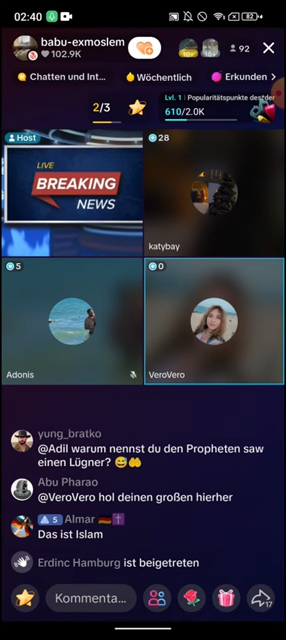 02:40
82
babu-exmoslem
102.9K
10+
10+
92
Chatten und Int...
Wöchentlich
Erkunden
2/3
Lvl. 1 | Popularitätspunkte des/der
610/2.0K
Host
28
LIVE
BREAKING
NEWS
katybay
5
0
Adonis
VeroVero
yung_bratko
@Adil warum nennst du den Propheten saw
einen Lügner? 😅🤲
Abu Pharao
@VeroVero hol deinen großen hierher
5 Almar 🇩🇪✝️
Das ist Islam
Erdinc Hamburg ist beigetreten
Kommenta...
17